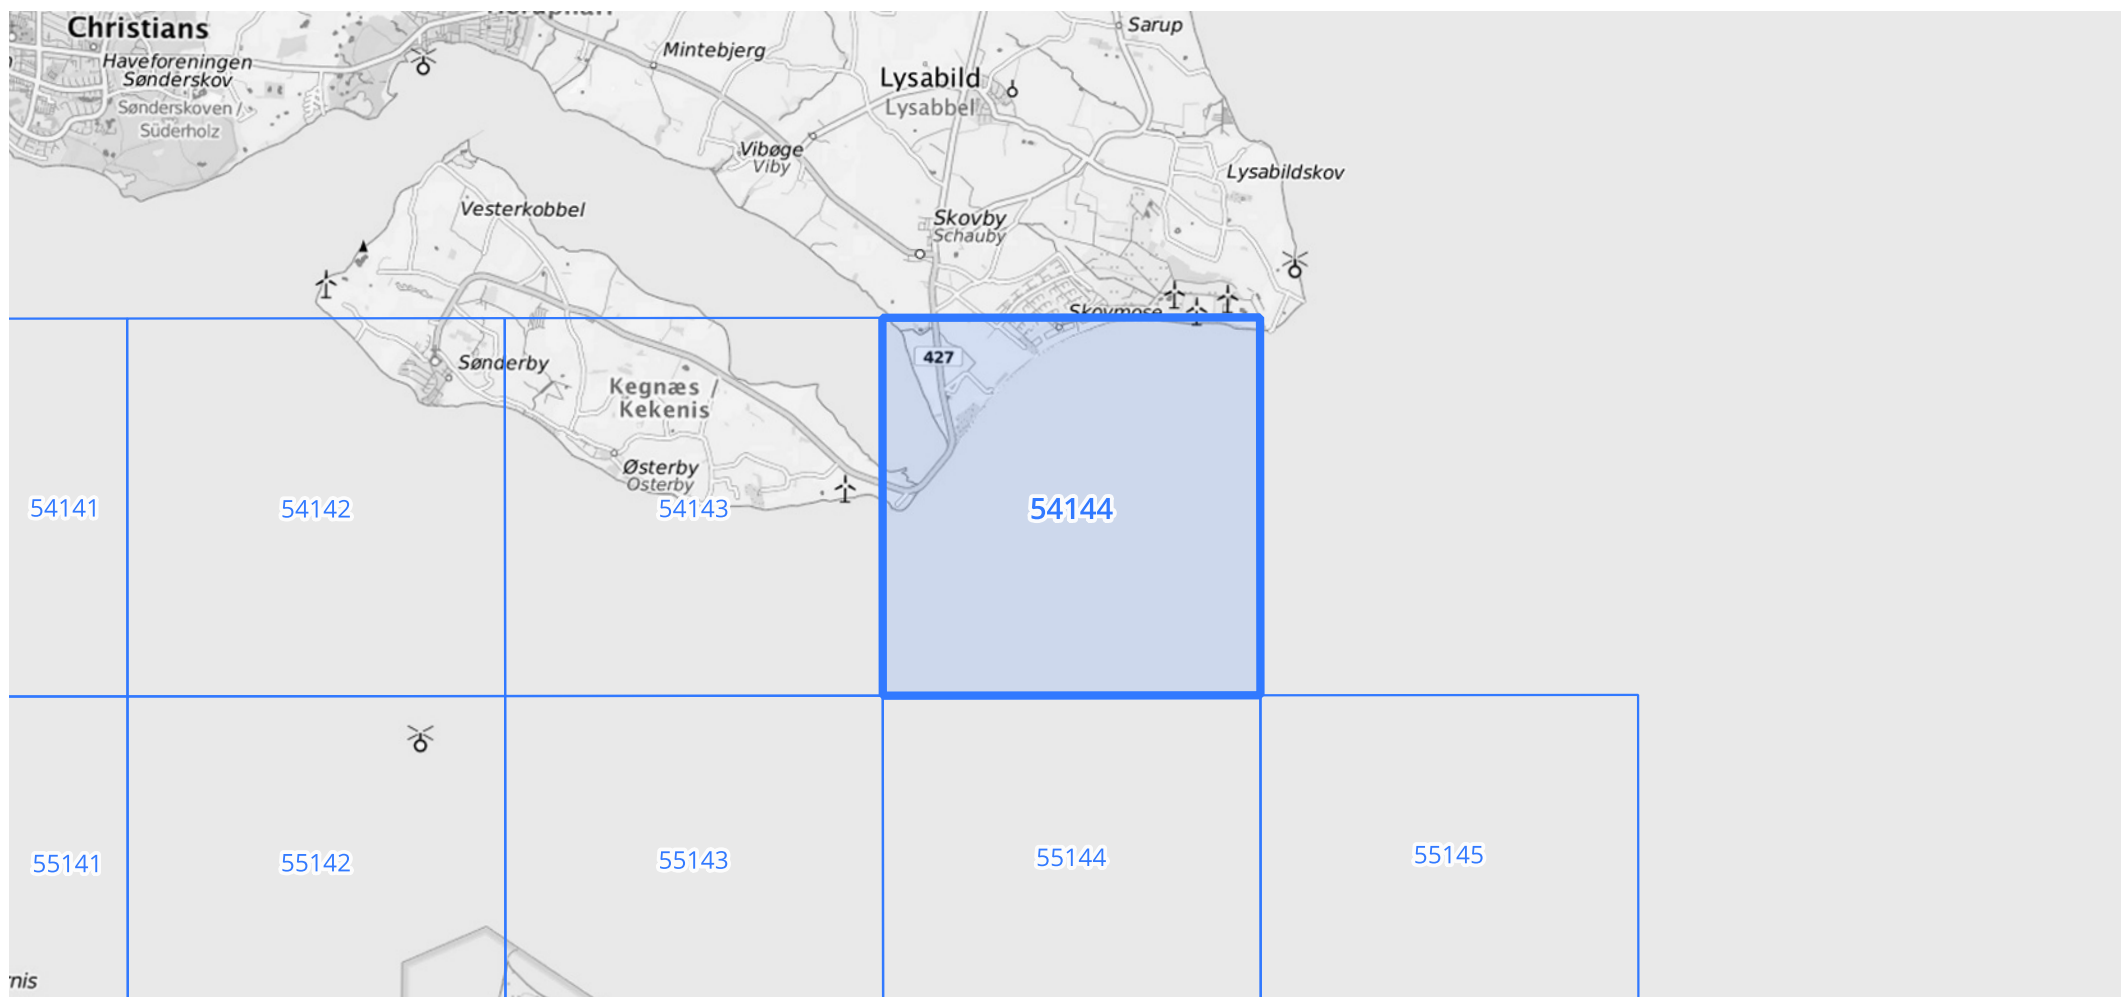 Christians
Haveforeningen
Sønderskov
Sønderskoven /
Süderholz
Mintebjerg
Sarup
Lysabild
Lysabbel
Vibøge
Viby
Lysabildskov
Vesterkobbel
Skovby
Schauby
Skovmose
427
Sønderby
Kegnæs /
Kekenis
Østerby
Osterby
54141
54142
54143
54144
55141
55142
55143
55144
55145